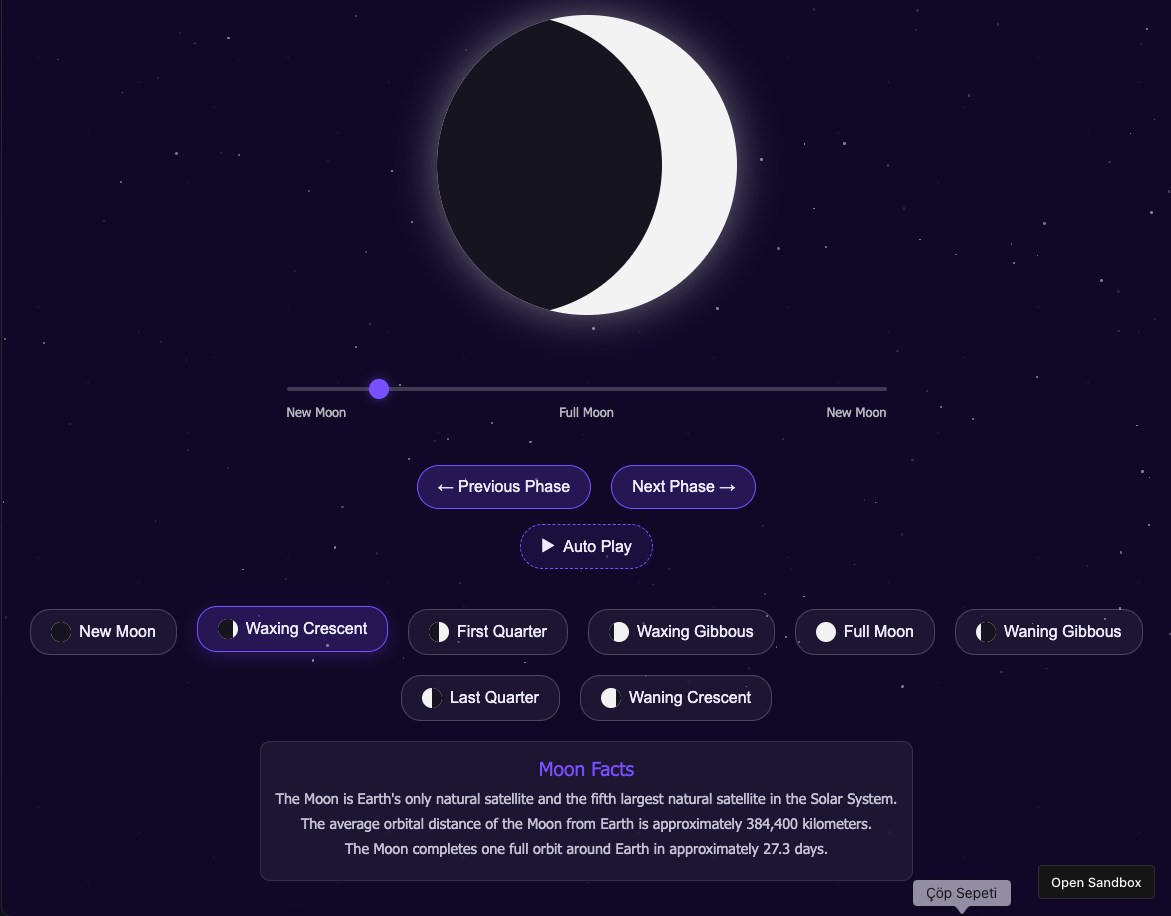 New Moon Full Moon New Moon
← Previous Phase Next Phase →
▶ Auto Play
New Moon Waxing Crescent First Quarter Waxing Gibbous Full Moon Waning Gibbous
Last Quarter Waning Crescent
Moon Facts
The Moon is Earth's only natural satellite and the fifth largest natural satellite in the Solar System.
The average orbital distance of the Moon from Earth is approximately 384,400 kilometers.
The Moon completes one full orbit around Earth in approximately 27.3 days.
Open Sandbox
Çöp Sepeti